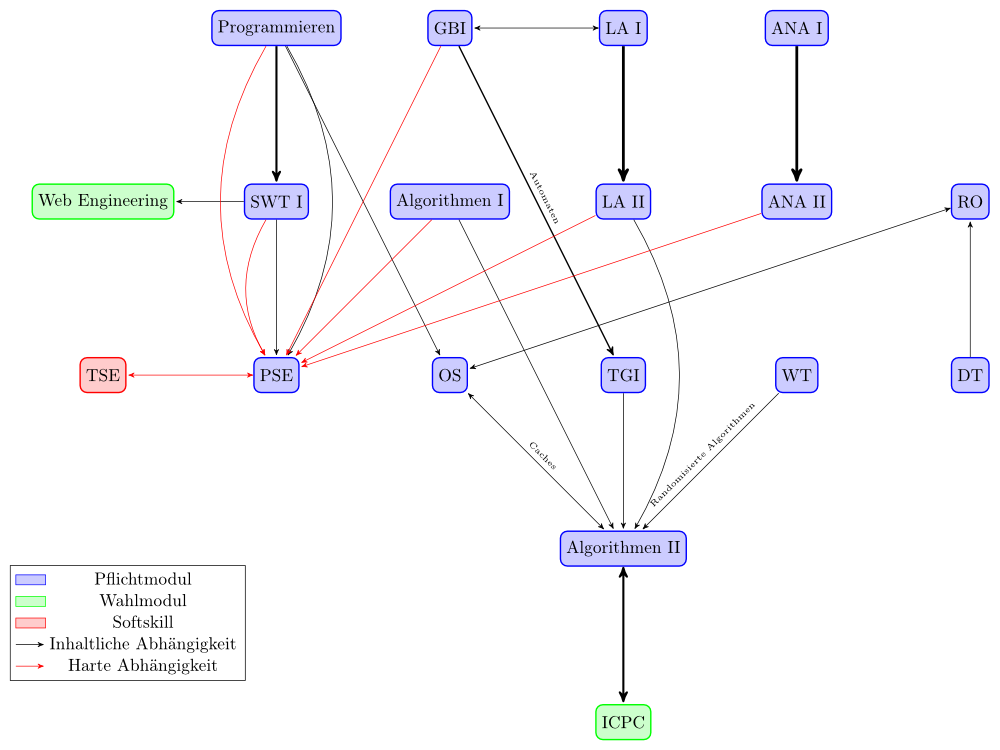 Programmieren
GBI
LA I
ANA I
Automaten
Web Engineering
SWT I
Algorithmen I
LA II
ANA II
RO
TSE
PSE
OS
TGI
WT
DT
Caches
Randomisierte Algorithmen
Algorithmen II
Pflichtmodul
Wahlmodul
Softskill
Inhaltliche Abhängigkeit
Harte Abhängigkeit
ICPC